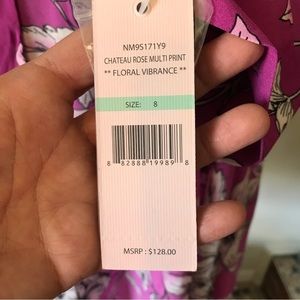 NM9S171Y9
CHATEAU ROSE MULTI PRINT
** FLORAL VIBRANCE **
SIZE: 8
8 82888 19989 8
MSRP : $128.00